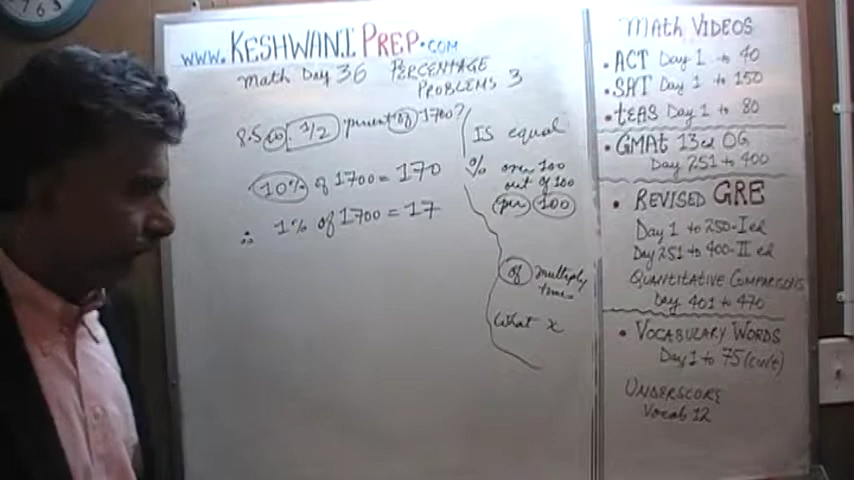 www.KESHWANIPREP.COM
Math Day 36 PERCENTAGE
PROBLEMS 3
8.5 is 1/2 percent of 1700?
10% of 1700 = 170
∴ 1% of 1700 = 17
IS equal
% over 100
out of 100
per 100
of multiply
times
What x
MATH VIDEOS
• ACT Day 1 to 40
• SAT Day 1 to 150
• tEAS Day 1 to 80
• GMAt 13ed OG
Day 251 to 400
• REVISED GRE
Day 1 to 250-I ed
Day 251 to 400-II ed
QUANTITATIVE COMPARISONS
Day 401 to 470
• VOCABULARY WORDS
Day 1 to 75
UNDERSCORE
Vocab 12